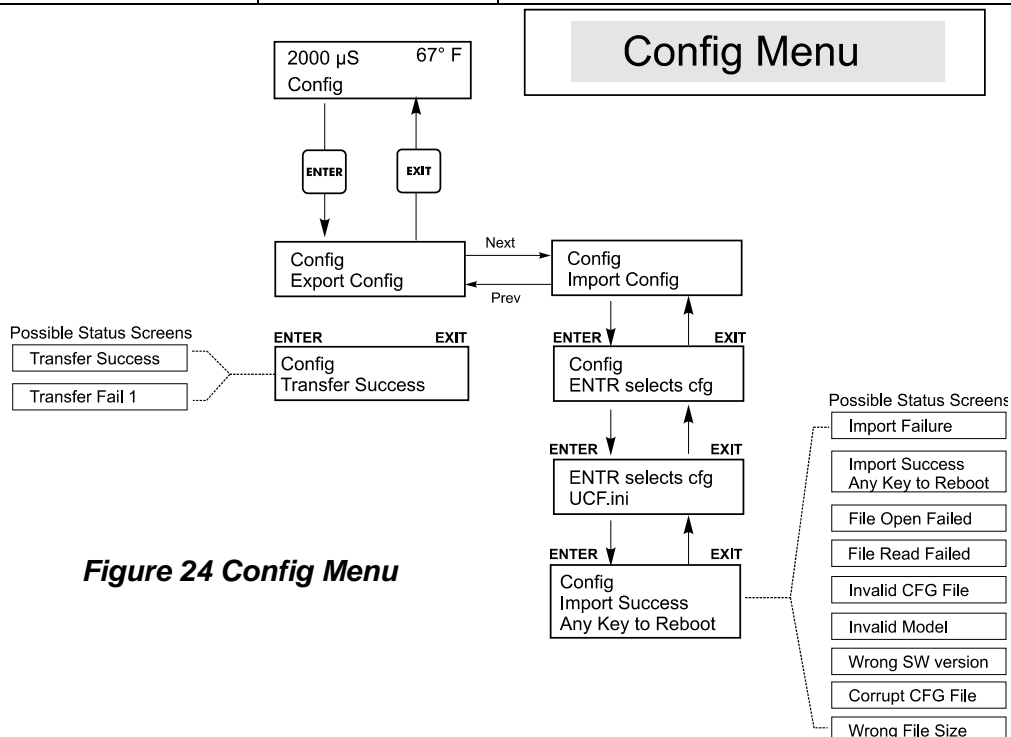 Config Menu
2000 µS 67° F
Config
ENTER EXIT
Config
Export Config
Next
Prev
Config
Import Config
Possible Status Screens
Transfer Success
Transfer Fail 1
ENTER EXIT
Config
Transfer Success
ENTER EXIT
Config
ENTR selects cfg
ENTER EXIT
ENTR selects cfg
UCF.ini
ENTER EXIT
Config
Import Success
Any Key to Reboot
Possible Status Screens
Import Failure
Import Success
Any Key to Reboot
File Open Failed
File Read Failed
Invalid CFG File
Invalid Model
Wrong SW version
Corrupt CFG File
Wrong File Size
Figure 24 Config Menu